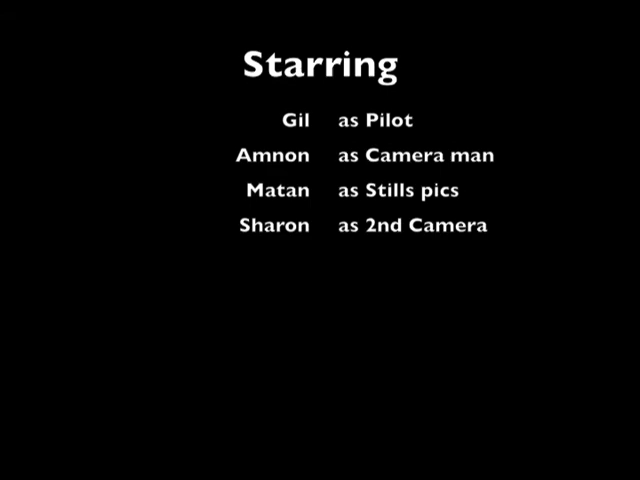 Starring
Gil as Pilot
Amnon as Camera man
Matan as Stills pics
Sharon as 2nd Camera